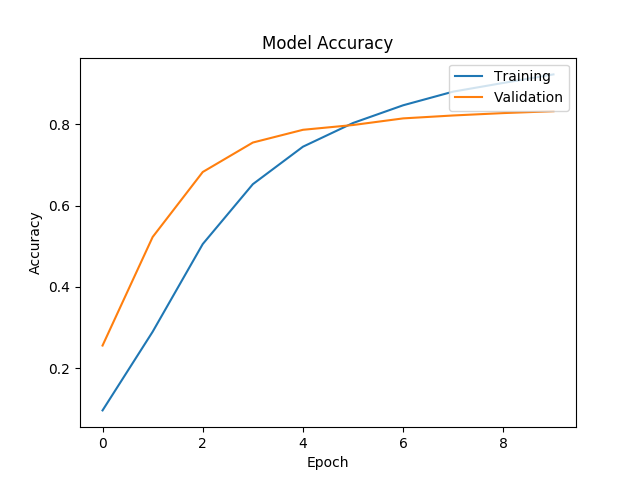 Model Accuracy
Training
Validation
0.8
0.6
0.4
0.2
Accuracy
0 2 4 6 8
Epoch